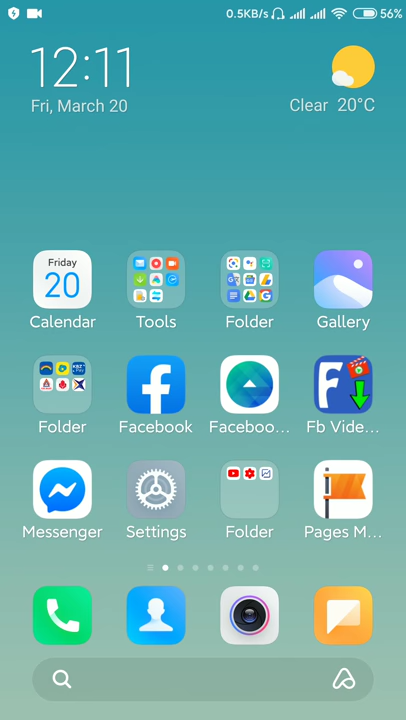 0.5KB/s 56%
12:11
Fri, March 20
Clear 20°C
Friday
20
Calendar Tools Folder Gallery
KBZ
Folder Facebook Faceboo... Fb Vide...
Messenger Settings Folder Pages M...